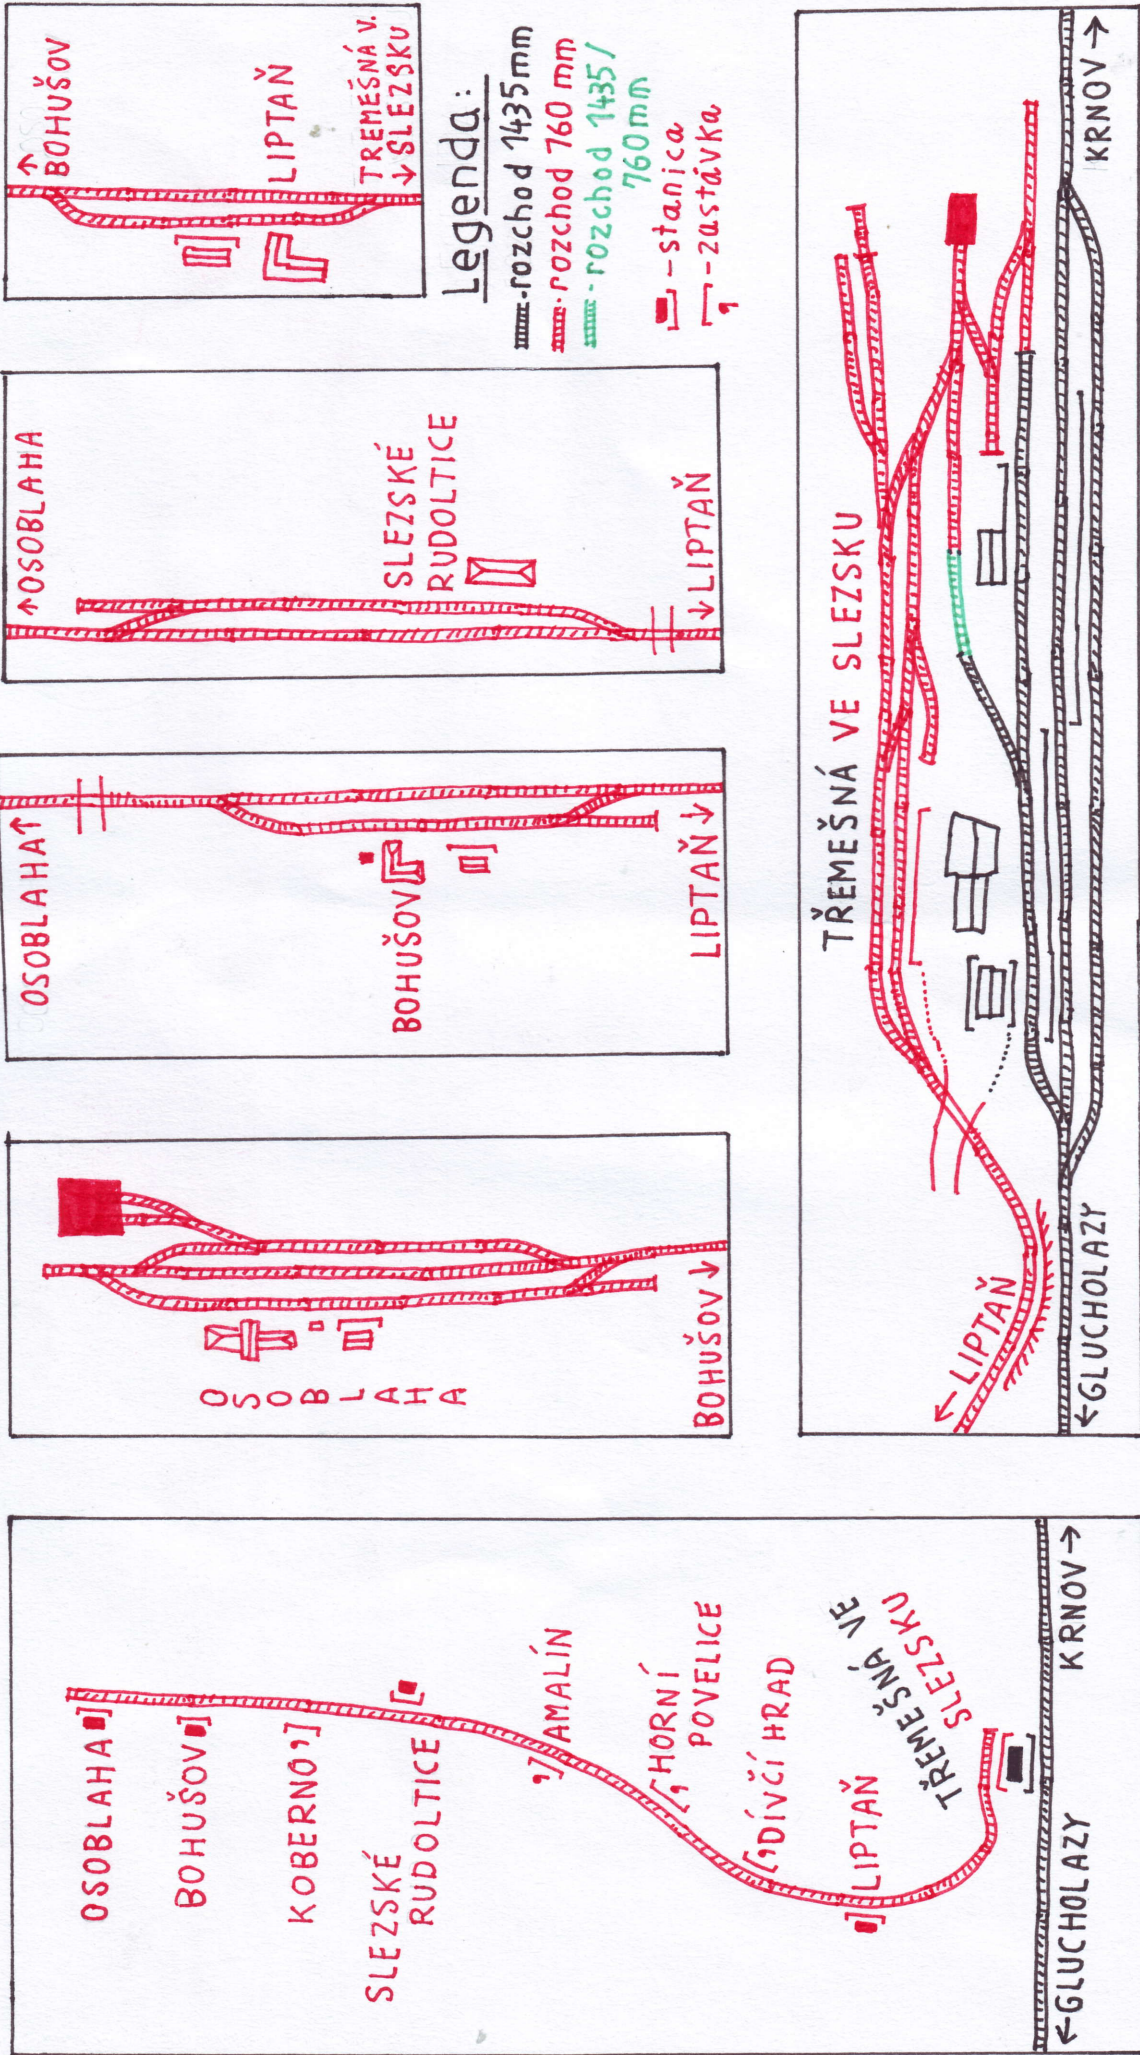 OSOBLAHA
BOHUŠOV
KOBERNO
SLEZSKÉ
RUDOLTICE
AMALÍN
HORNÍ
POVELICE
DÍVČÍ HRAD
LIPTAŇ
TŘEMEŠNÁ VE
SLEZSKU
←GLUCHOLAZY
KRNOV→
OSOBLAHA
BOHUŠOV ↓
OSOBLAHA↑
BOHUŠOV
LIPTAŇ↓
↑OSOBLAHA
SLEZSKÉ
RUDOLTICE
↓LIPTAŇ
↑
BOHUŠOV
LIPTAŇ
TREMEŠNÁ V.
↓SLEZSKU
Legenda:
-rozchod 1435mm
-rozchod 760 mm
-rozchod 1435/
760mm
-stanica
-zastávka
TŘEMEŠNÁ VE SLEZSKU
← LIPTAŇ
←GLUCHOLAZY
KRNOV→